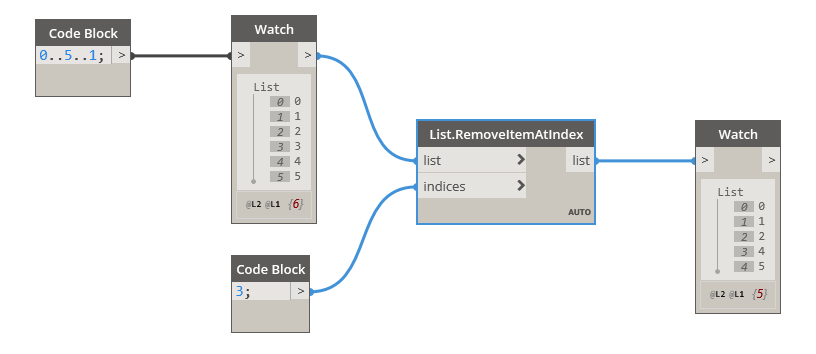 Code Block
0..5..1; >
Watch
> >
List
0 0
1 1
2 2
3 3
4 4
5 5
@L2 @L1 {6}
Code Block
3; >
List.RemoveItemAtIndex
list > list
indices >
AUTO
Watch
> >
List
0 0
1 1
2 2
3 4
4 5
@L2 @L1 {5}